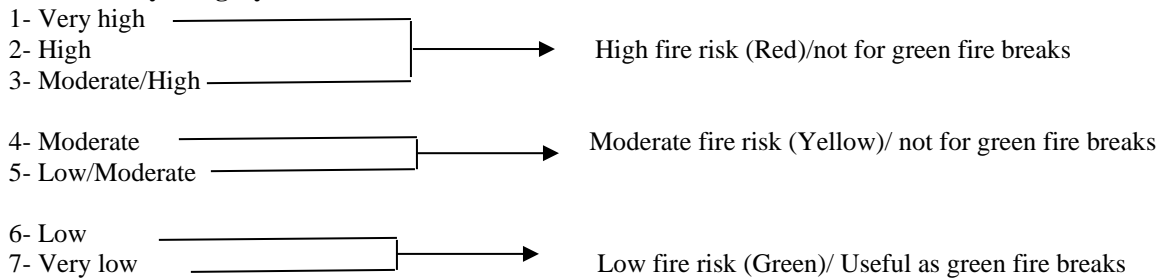 1- Very high
2- High
3- Moderate/High
High fire risk (Red)/not for green fire breaks
4- Moderate
5- Low/Moderate
Moderate fire risk (Yellow)/ not for green fire breaks
6- Low
7- Very low
Low fire risk (Green)/ Useful as green fire breaks